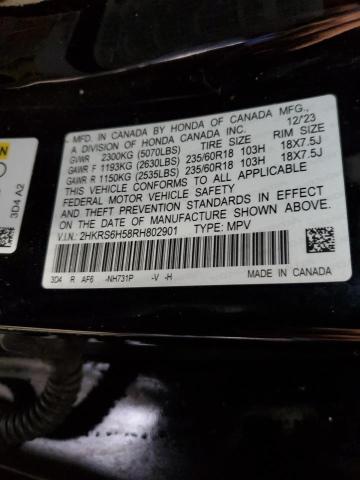 MFD. IN CANADA BY HONDA OF CANADA MFG.,
A DIVISION OF HONDA CANADA INC. 12/23
GVWR 2300KG (5070LBS) TIRE SIZE RIM SIZE
GAWR F 1193KG (2630LBS) 235/60R18 103H 18X7.5J
GAWR R 1150KG (2535LBS) 235/60R18 103H 18X7.5J
THIS VEHICLE CONFORMS TO ALL APPLICABLE
FEDERAL MOTOR VEHICLE SAFETY
STANDARDS IN EFFECT ON THE
DATE OF MANUFACTURE SHOWN ABOVE.
V.I.N.: 2HKRS6H58RH802901 TYPE: MPV
3D4 R AF6 -NH731P -V -H
MADE IN CANADA
3D4 A2